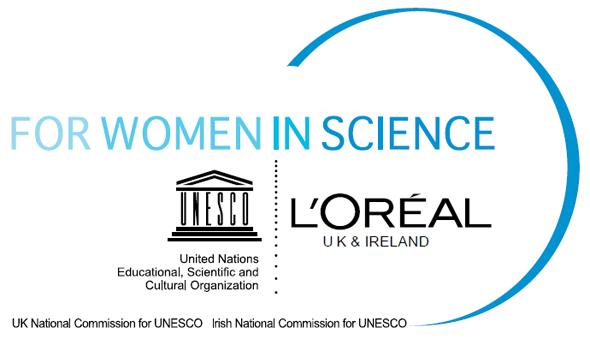 FOR WOMEN IN SCIENCE
UNESCO
United Nations
Educational, Scientific and
Cultural Organization
L'ORÉAL
UK & IRELAND
UK National Commission for UNESCO Irish National Commission for UNESCO